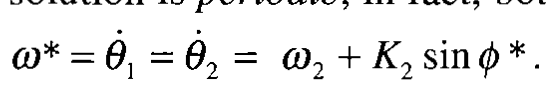 ω* = θ̇₁ = θ̇₂ = ω₂ + K₂ sin ϕ*.